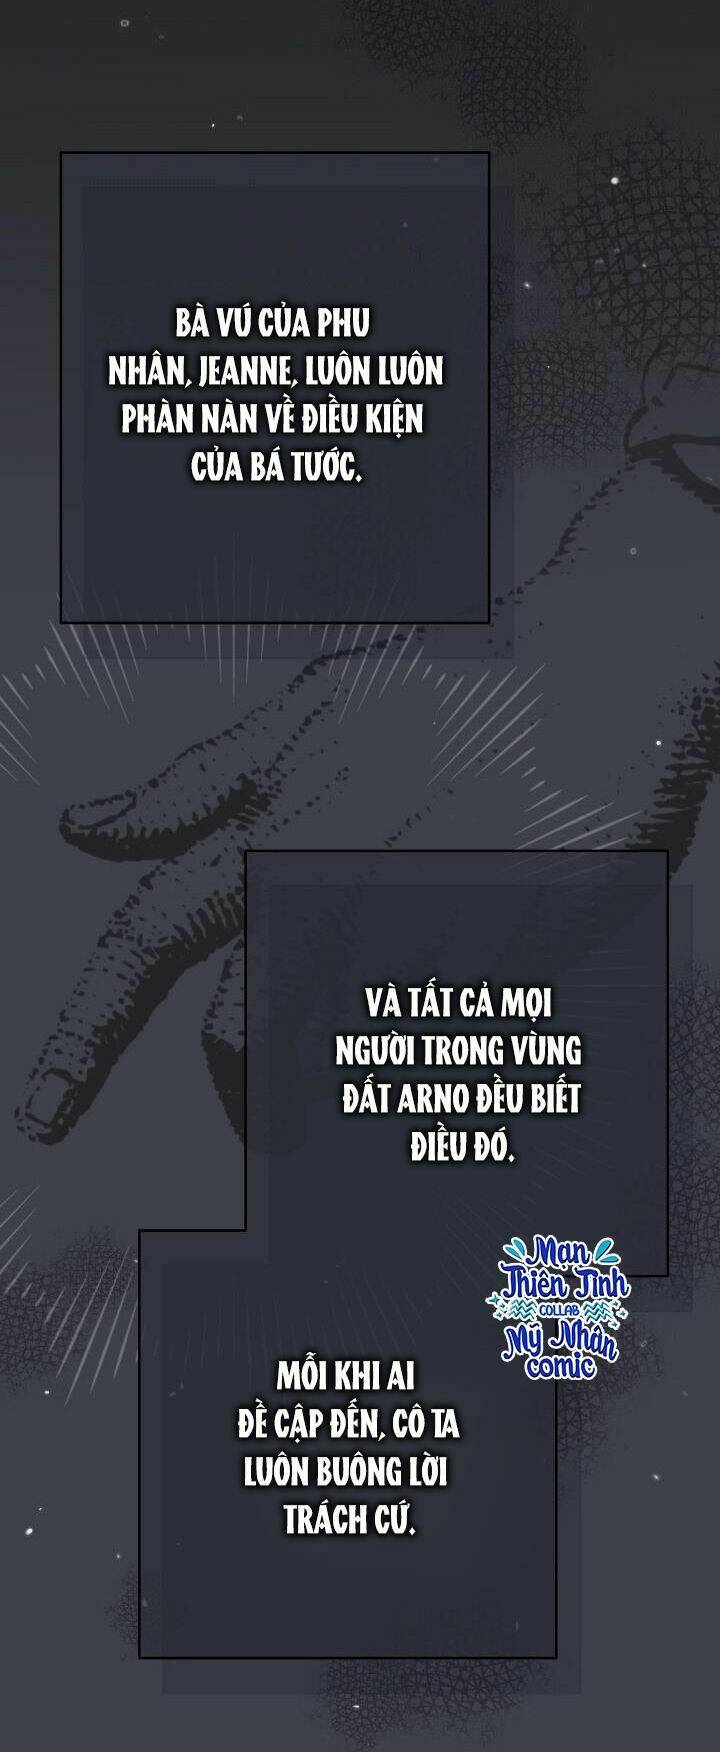 BÀ VÚ CỦA PHU
NHÂN, JEANNE, LUÔN LUÔN
PHÀN NÀN VỀ ĐIỀU KIỆN
CỦA BÁ TƯỚC.
VÀ TẤT CẢ MỌI
NGƯỜI TRONG VÙNG
ĐẤT ARNO ĐỀU BIẾT
ĐIỀU ĐÓ.
Mạn
Thiên Tình
COLLAB
Mỹ Nhân
comic
MỖI KHI AI
ĐỀ CẬP ĐẾN, CÔ TA
LUÔN BUÔNG LỜI
TRÁCH CỨ.